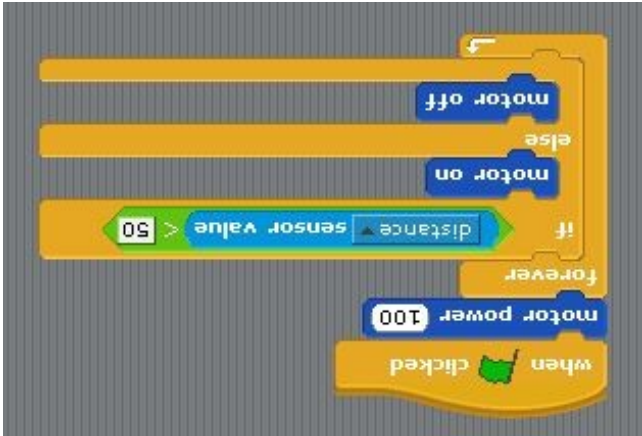 when clicked
motor power 100
forever
if distance sensor value < 50
motor on
else
motor off